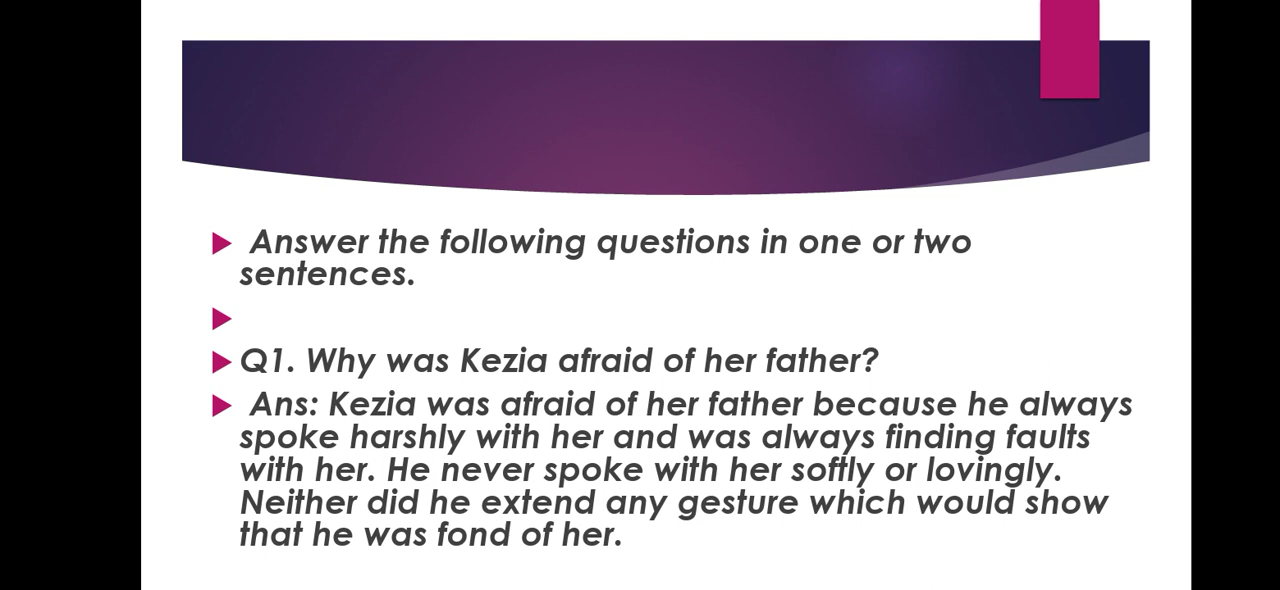 Answer the following questions in one or two
sentences.
Q1. Why was Kezia afraid of her father?
Ans: Kezia was afraid of her father because he always
spoke harshly with her and was always finding faults
with her. He never spoke with her softly or lovingly.
Neither did he extend any gesture which would show
that he was fond of her.